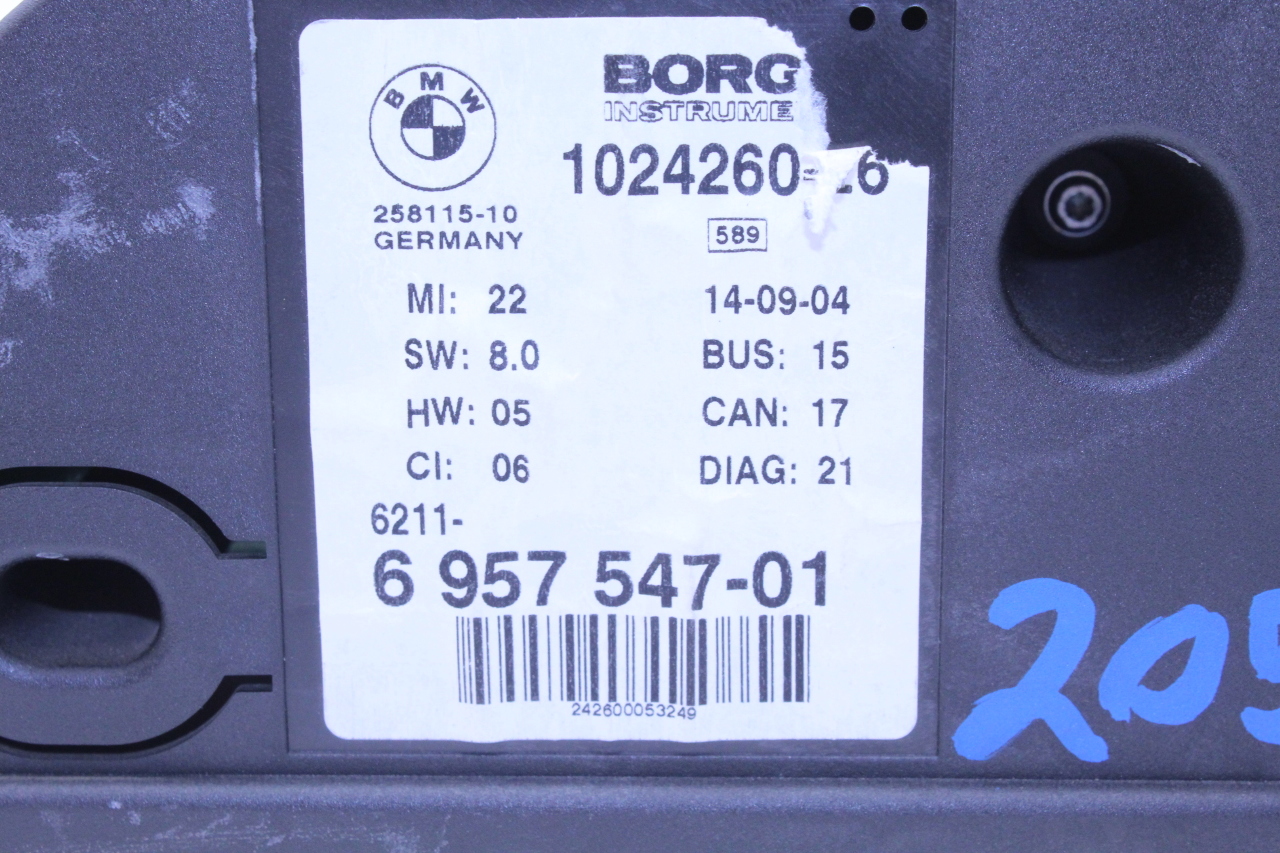 BMW
BORG
INSTRUME
1024260-
258115-10
GERMANY
589
MI: 22
14-09-04
SW: 8.0
BUS: 15
HW: 05
CAN: 17
CI: 06
DIAG: 21
6211-
6 957 547-01
242600053249